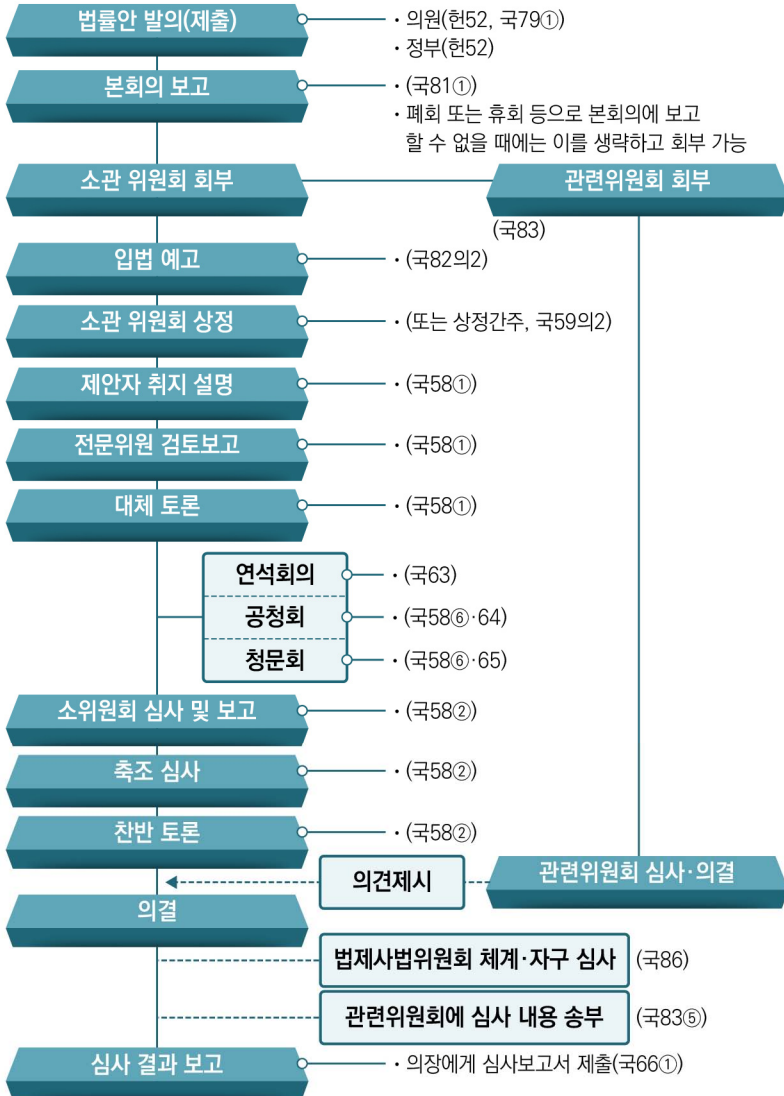 법률안 발의(제출)
· 의원(헌52, 국79①)
· 정부(헌52)
본회의 보고
· (국81①)
· 폐회 또는 휴회 등으로 본회의에 보고
할 수 없을 때에는 이를 생략하고 회부 가능
소관 위원회 회부
관련위원회 회부
(국83)
입법 예고
· (국82의2)
소관 위원회 상정
· (또는 상정간주, 국59의2)
제안자 취지 설명
· (국58①)
전문위원 검토보고
· (국58①)
대체 토론
· (국58①)
연석회의
· (국63)
공청회
· (국58⑥·64)
청문회
· (국58⑥·65)
소위원회 심사 및 보고
· (국58②)
축조 심사
· (국58②)
찬반 토론
· (국58②)
의견제시
관련위원회 심사·의결
의결
법제사법위원회 체계·자구 심사
(국86)
관련위원회에 심사 내용 송부
(국83⑤)
심사 결과 보고
· 의장에게 심사보고서 제출(국66①)